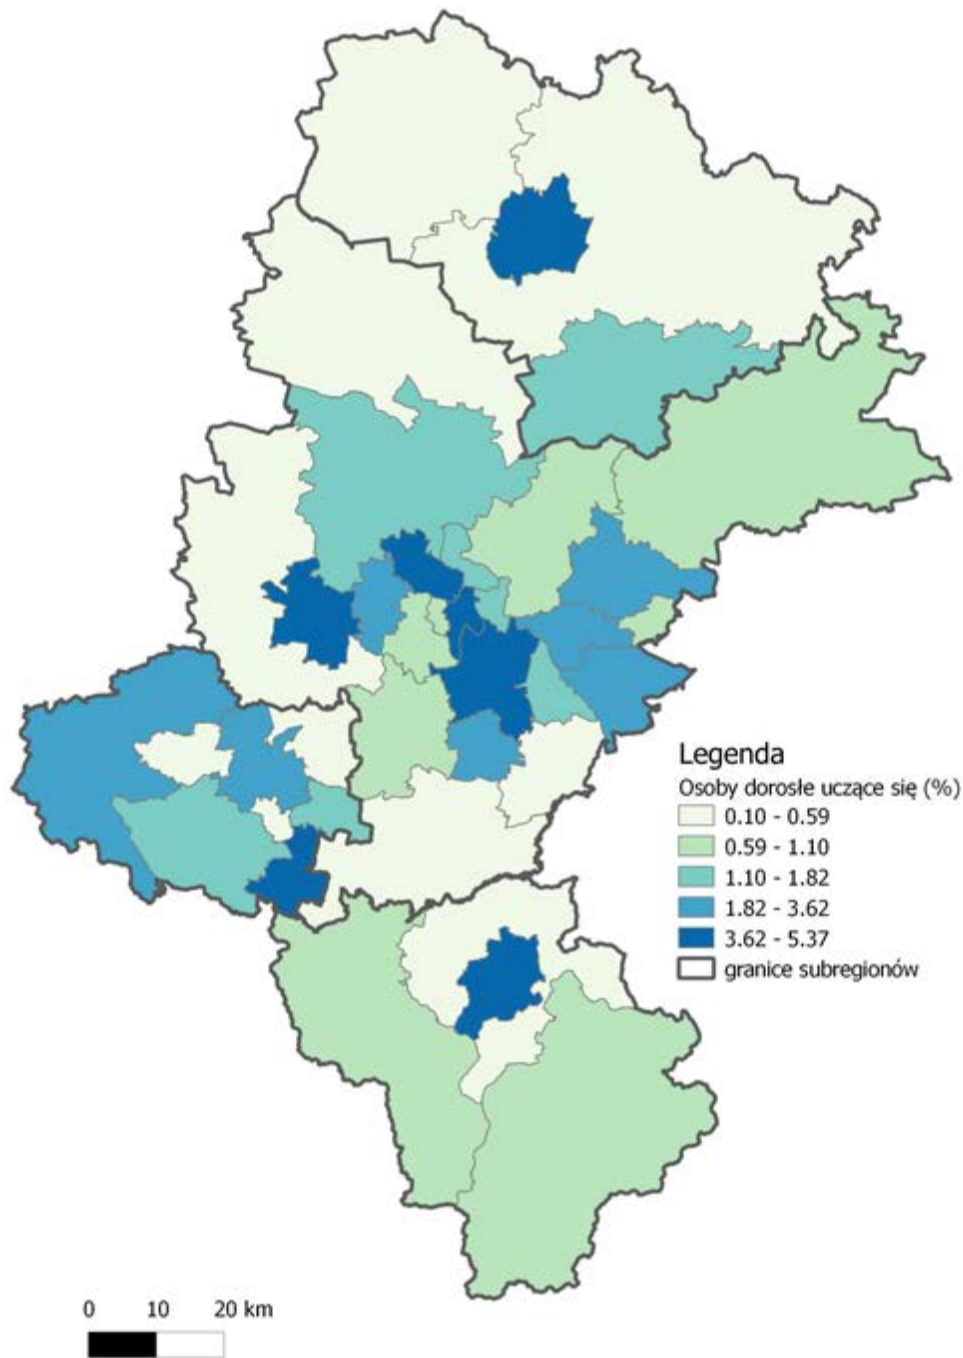 Legenda
Osoby dorosłe uczące się (%)
0.10 - 0.59
0.59 - 1.10
1.10 - 1.82
1.82 - 3.62
3.62 - 5.37
granice subregionów
0 10 20 km